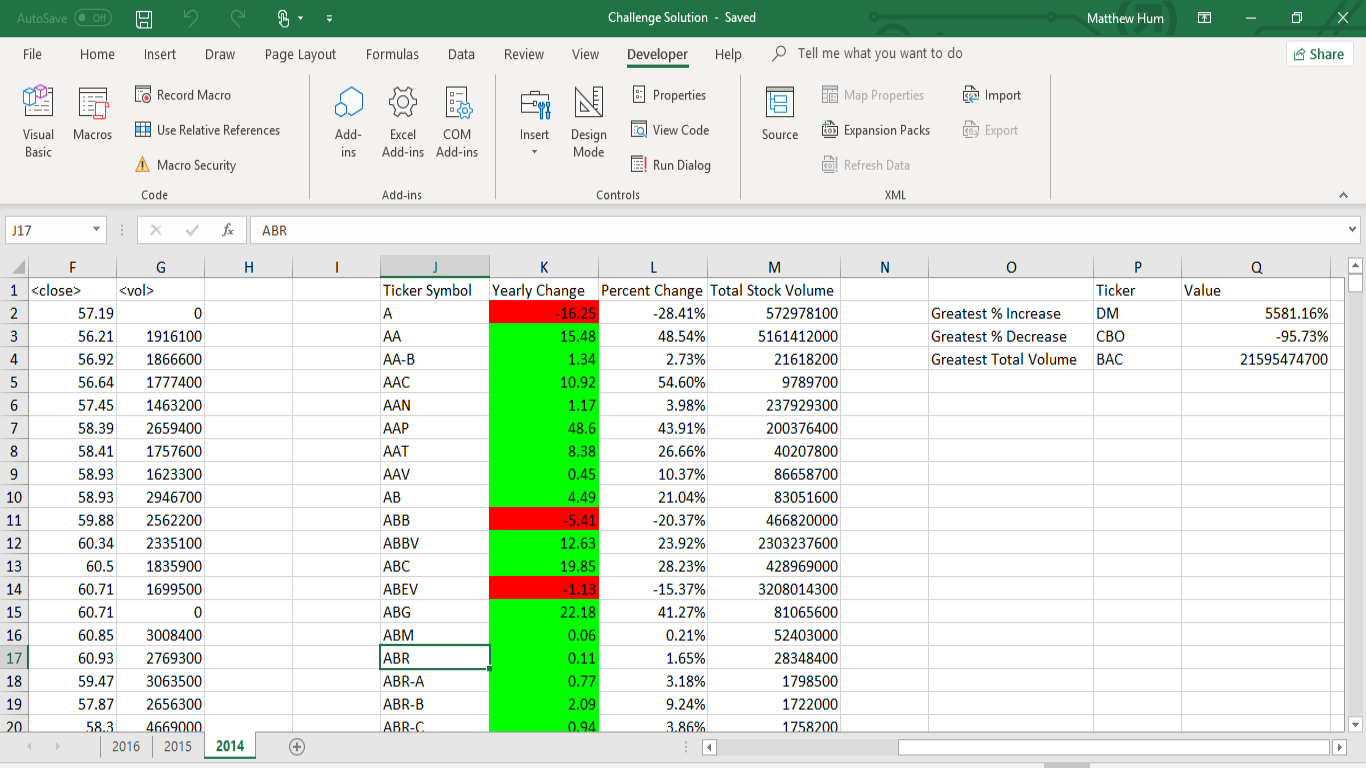 AutoSave Off Challenge Solution - Saved Matthew Hum
File Home Insert Draw Page Layout Formulas Data Review View Developer Help Tell me what you want to do Share
Visual Basic
Macros
Record Macro
Use Relative References
Macro Security
Code
Add-ins
Excel Add-ins
COM Add-ins
Add-ins
Insert
Design Mode
Properties
View Code
Run Dialog
Controls
Source
Map Properties
Expansion Packs
Refresh Data
Import
Export
XML
J17 fx ABR
F G H I J K L M N O P Q
1 <close> <vol> Ticker Symbol Yearly Change Percent Change Total Stock Volume Ticker Value
2 57.19 0 A -16.25 -28.41% 572978100 Greatest % Increase DM 5581.16%
3 56.21 1916100 AA 15.48 48.54% 5161412000 Greatest % Decrease CBO -95.73%
4 56.92 1866600 AA-B 1.34 2.73% 21618200 Greatest Total Volume BAC 21595474700
5 56.64 1777400 AAC 10.92 54.60% 9789700
6 57.45 1463200 AAN 1.17 3.98% 237929300
7 58.39 2659400 AAP 48.6 43.91% 200376400
8 58.41 1757600 AAT 8.38 26.66% 40207800
9 58.93 1623300 AAV 0.45 10.37% 86658700
10 58.93 2946700 AB 4.49 21.04% 83051600
11 59.88 2562200 ABB -5.41 -20.37% 466820000
12 60.34 2335100 ABBV 12.63 23.92% 2303237600
13 60.5 1835900 ABC 19.85 28.23% 428969000
14 60.71 1699500 ABEV -1.13 -15.37% 3208014300
15 60.71 0 ABG 22.18 41.27% 81065600
16 60.85 3008400 ABM 0.06 0.21% 52403000
17 60.93 2769300 ABR 0.11 1.65% 28348400
18 59.47 3063500 ABR-A 0.77 3.18% 1798500
19 57.87 2656300 ABR-B 2.09 9.24% 1722000
20 58.3 4669000 ABR-C 0.94 3.86% 1758200
2016 2015 2014